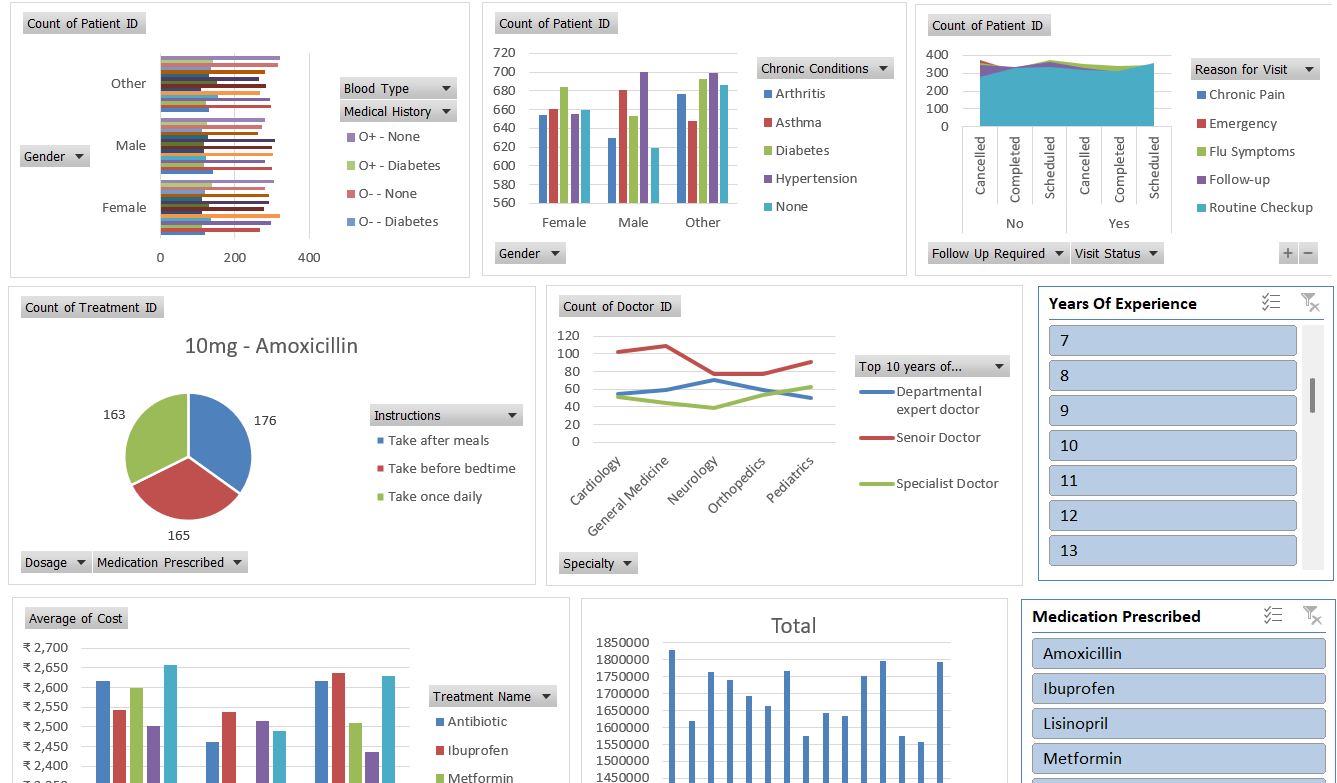 Count of Patient ID
Other
Male
Female
0
200
400
Gender
Blood Type
Medical History
O+ - None
O+ - Diabetes
O- - None
O- - Diabetes
Count of Patient ID
720
700
680
660
640
620
600
580
560
Female
Male
Other
Chronic Conditions
Arthritis
Asthma
Diabetes
Hypertension
None
Gender
Count of Patient ID
400
300
200
100
0
Cancelled
Completed
Scheduled
Cancelled
Completed
Scheduled
No
Yes
Reason for Visit
Chronic Pain
Emergency
Flu Symptoms
Follow-up
Routine Checkup
Follow Up Required
Visit Status
+
−
Count of Treatment ID
10mg - Amoxicillin
163
176
165
Instructions
Take after meals
Take before bedtime
Take once daily
Dosage
Medication Prescribed
Count of Doctor ID
120
100
80
60
40
20
0
Cardiology
General Medicine
Neurology
Orthopedics
Pediatrics
Top 10 years of...
Departmental
expert doctor
Senoir Doctor
Specialist Doctor
Specialty
Years Of Experience
7
8
9
10
11
12
13
Average of Cost
₹ 2,700
₹ 2,650
₹ 2,600
₹ 2,550
₹ 2,500
₹ 2,450
₹ 2,400
Treatment Name
Antibiotic
Ibuprofen
Metformin
Total
1850000
1800000
1750000
1700000
1650000
1600000
1550000
1500000
1450000
Medication Prescribed
Amoxicillin
Ibuprofen
Lisinopril
Metformin